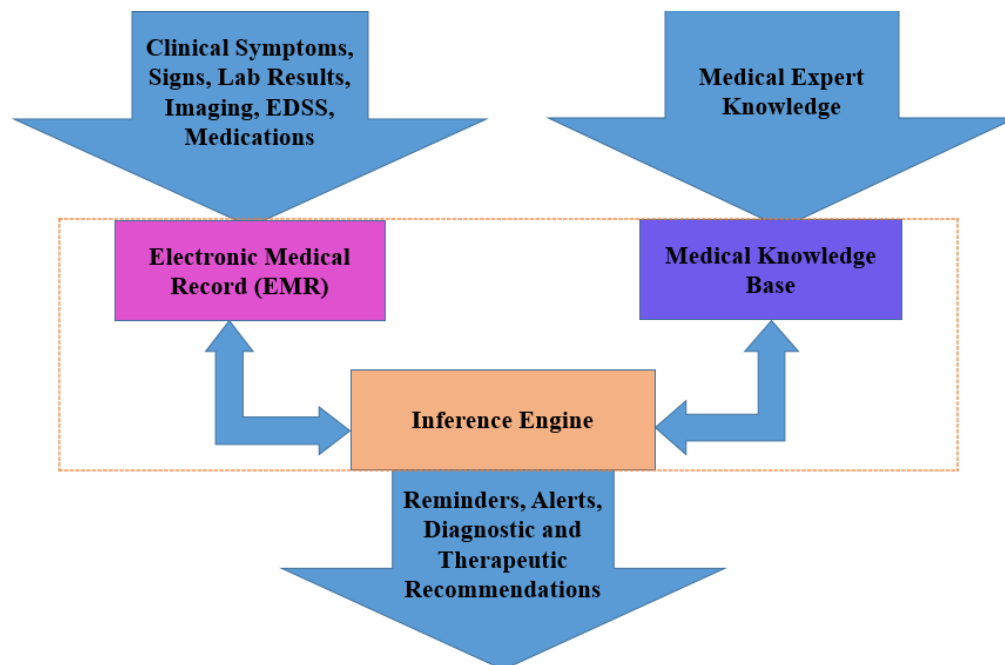 Clinical Symptoms,
Signs, Lab Results,
Imaging, EDSS,
Medications
Medical Expert
Knowledge
Electronic Medical
Record (EMR)
Medical Knowledge
Base
Inference Engine
Reminders, Alerts,
Diagnostic and
Therapeutic
Recommendations